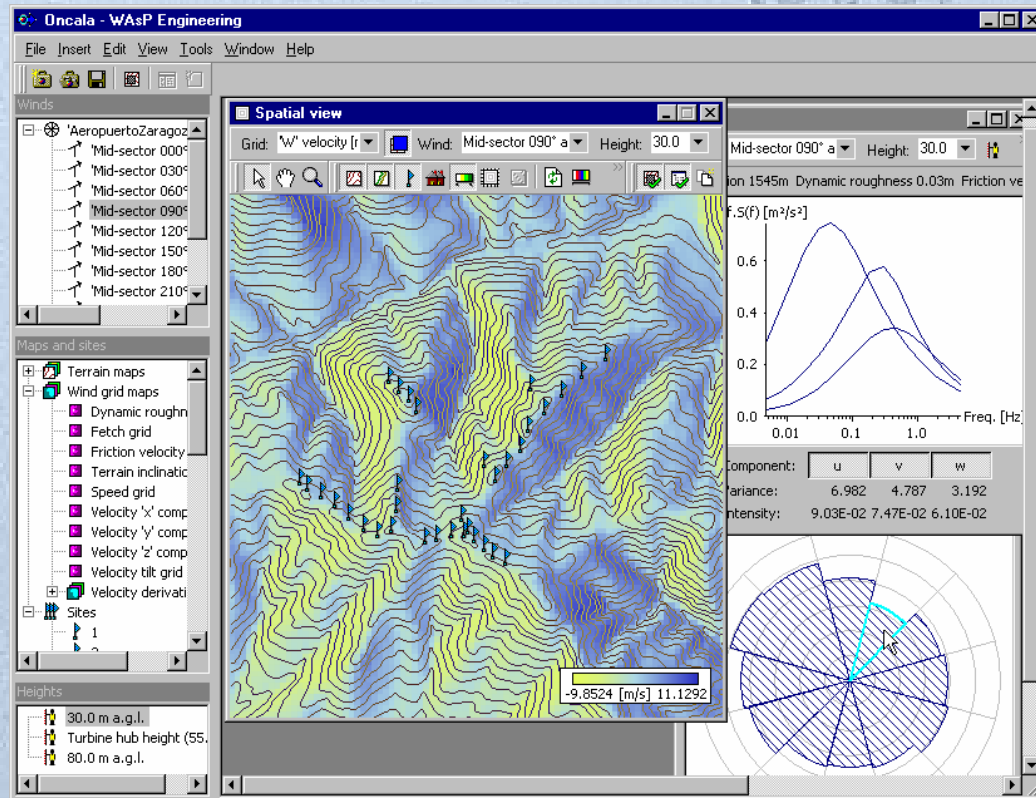 Oncala - WAsP Engineering
File Insert Edit View Tools Window Help
Winds
'AeropuertoZaragoz
'Mid-sector 000°
'Mid-sector 030°
'Mid-sector 060°
'Mid-sector 090°
'Mid-sector 120°
'Mid-sector 150°
'Mid-sector 180°
'Mid-sector 210°
Maps and sites
Terrain maps
Wind grid maps
Dynamic roughn
Fetch grid
Friction velocity
Terrain inclinatic
Speed grid
Velocity 'x' comp
Velocity 'y' comp
Velocity 'z' comp
Velocity tilt grid
Velocity derivati
Sites
1
Heights
30.0 m a.g.l.
Turbine hub height (55.
80.0 m a.g.l.
Spatial view
Grid: 'W' velocity [r Wind: Mid-sector 090° a Height: 30.0
-9.8524 [m/s] 11.1292
Mid-sector 090° a Height: 30.0
ion 1545m Dynamic roughness 0.03m Friction ve
f.S(f) [m²/s²]
0.6
0.4
0.2
0.0
0.01 0.1 1.0
Freq. [Hz
Component: u v w
Variance: 6.982 4.787 3.192
ntensity: 9.03E-02 7.47E-02 6.10E-02